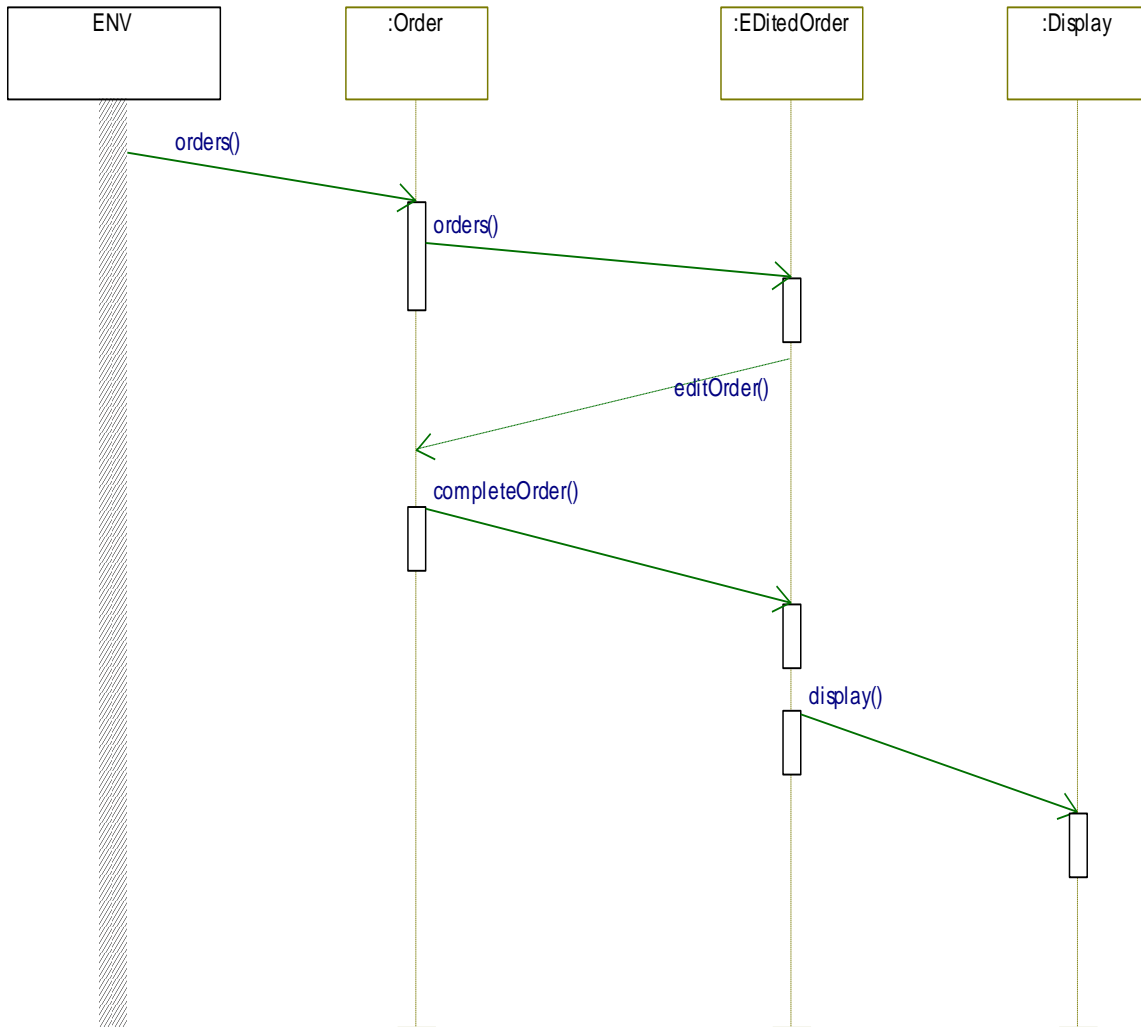 ENV
:Order
:EDitedOrder
:Display
orders()
orders()
editOrder()
completeOrder()
display()